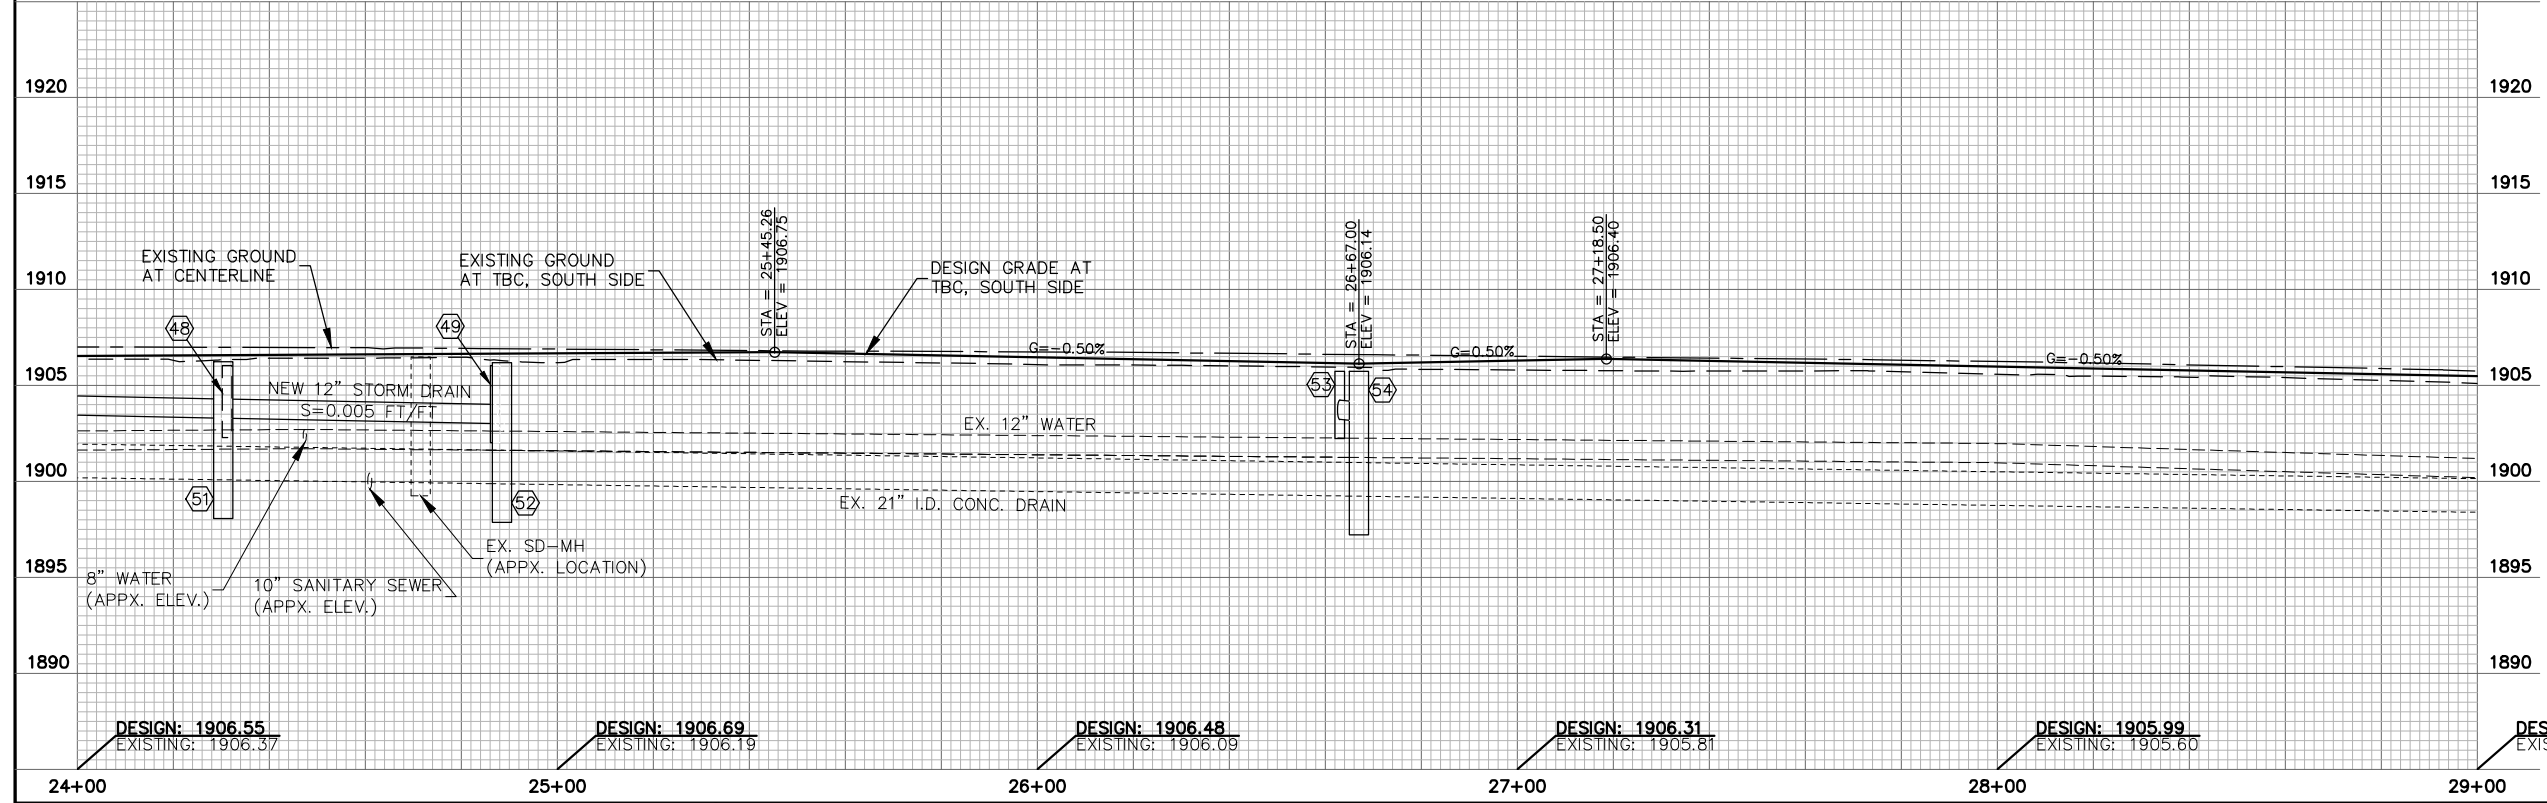 1920
1920
1915
1915
STA = 25+45.26
ELEV = 1906.75
STA = 26+67.00
ELEV = 1906.14
STA = 27+18.50
ELEV = 1906.40
EXISTING GROUND
AT CENTERLINE
EXISTING GROUND
AT TBC, SOUTH SIDE
DESIGN GRADE AT
TBC, SOUTH SIDE
1910
1910
48
49
G=-0.50%
G=0.50%
G=-0.50%
1905
1905
53
54
NEW 12" STORM DRAIN
S=0.005 FT/FT
EX. 12" WATER
1900
1900
51
52
EX. 21" I.D. CONC. DRAIN
EX. SD-MH
(APPX. LOCATION)
1895
1895
8" WATER
(APPX. ELEV.)
10" SANITARY SEWER
(APPX. ELEV.)
1890
1890
DESIGN: 1906.55
EXISTING: 1906.37
DESIGN: 1906.69
EXISTING: 1906.19
DESIGN: 1906.48
EXISTING: 1906.09
DESIGN: 1906.31
EXISTING: 1905.81
DESIGN: 1905.99
EXISTING: 1905.60
DES
EXIS
24+00
25+00
26+00
27+00
28+00
29+00